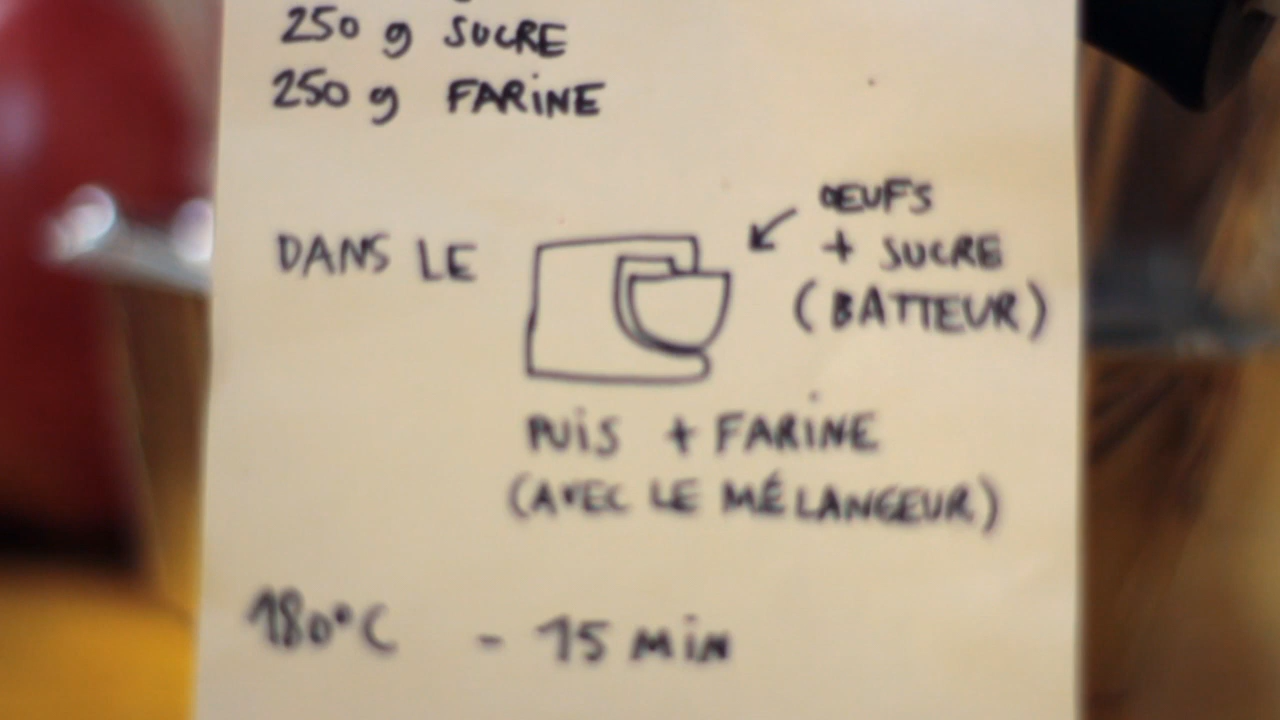 250 g SUCRE
250 g FARiNE
DANS LE
ŒUFS
+ SUCRE
(BATTEUR)
PUiS + FARiNE
(AVEC LE MÉLANGEUR)
180°C - 15 MiN